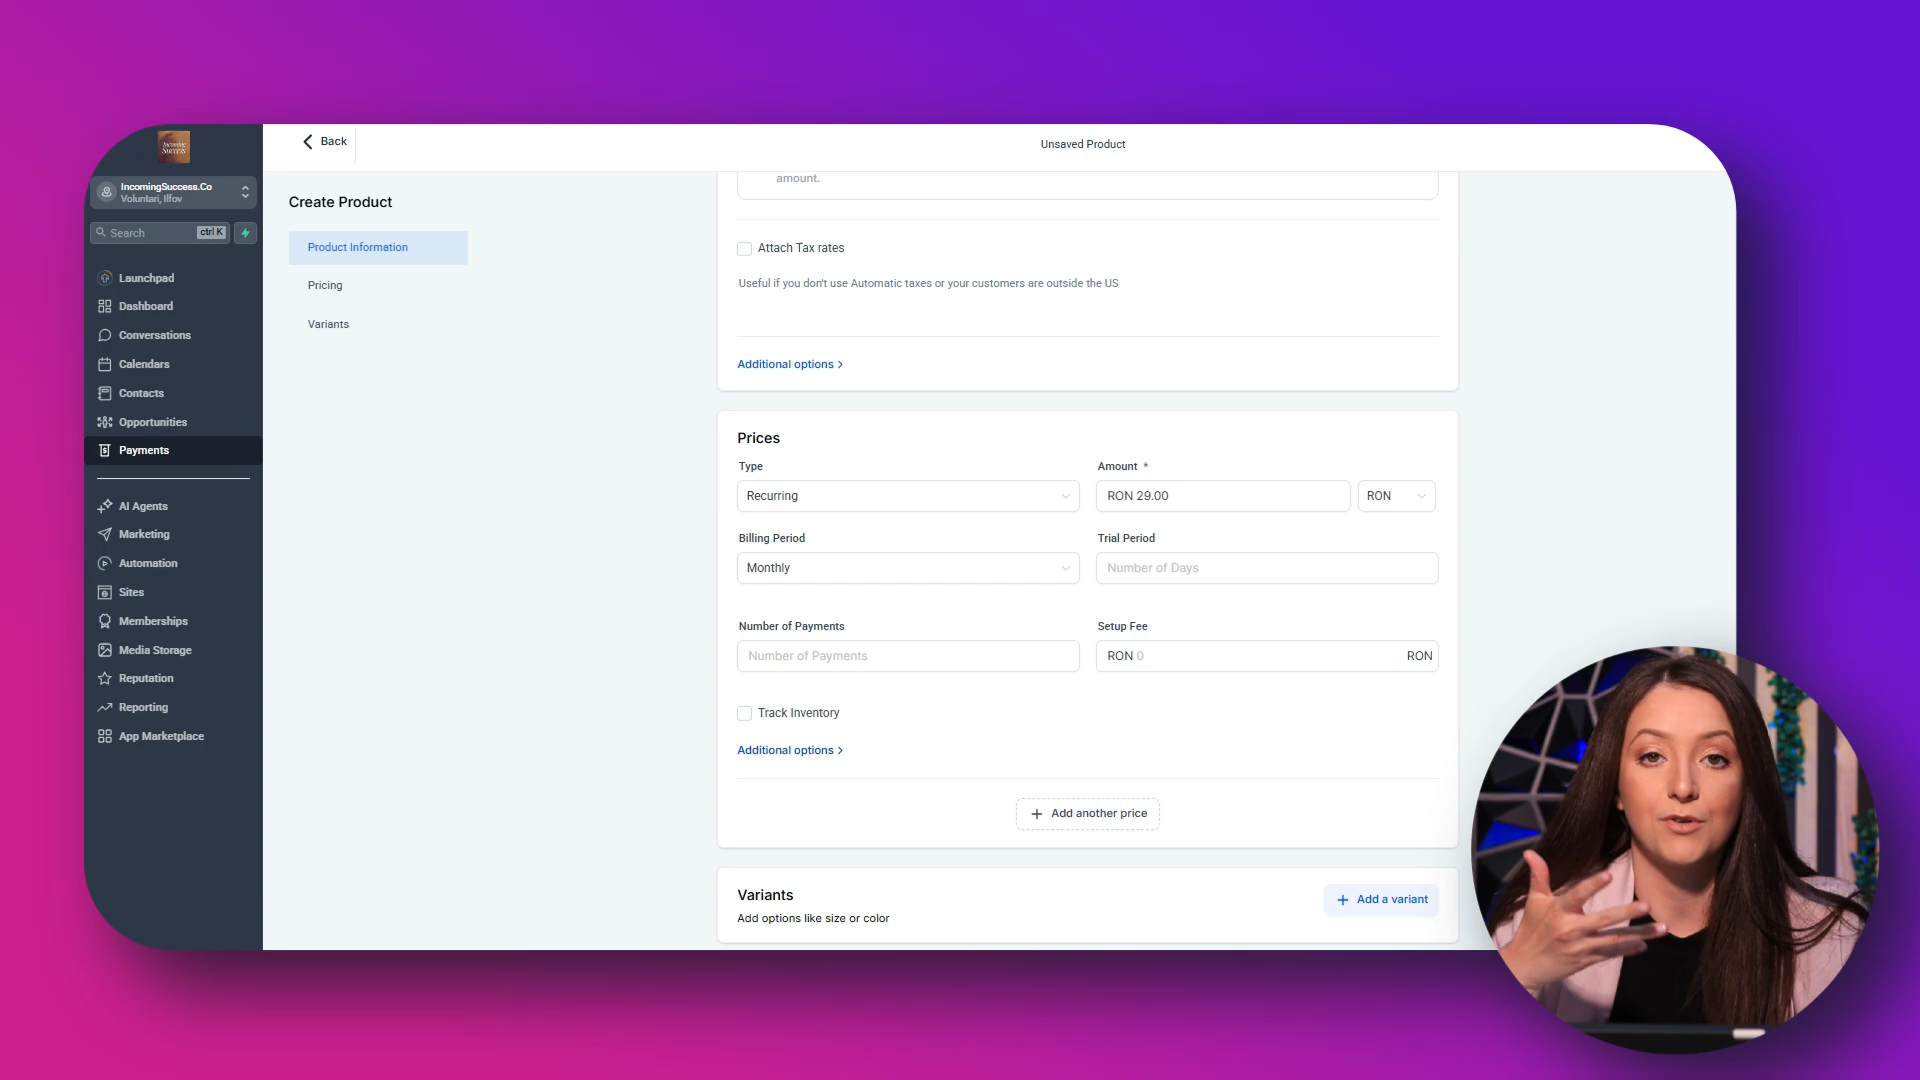 Incoming
Success
IncomingSuccess.Co
Voluntari, Ilfov
Search
ctrl K
Launchpad
Dashboard
Conversations
Calendars
Contacts
Opportunities
Payments
AI Agents
Marketing
Automation
Sites
Memberships
Media Storage
Reputation
Reporting
App Marketplace
Back
Unsaved Product
Create Product
Product Information
Pricing
Variants
amount.
Attach Tax rates
Useful if you don't use Automatic taxes or your customers are outside the US
Additional options
Prices
Type
Amount *
Recurring
RON 29.00
RON
Billing Period
Trial Period
Monthly
Number of Days
Number of Payments
Setup Fee
Number of Payments
RON 0
RON
Track Inventory
Additional options
Add another price
Variants
Add options like size or color
Add a variant